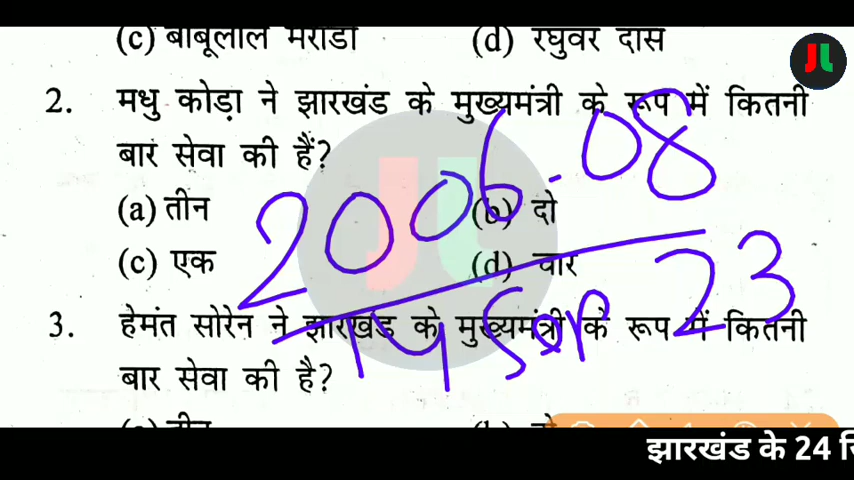 (c) बाबूलाल मरांडी (d) रघुवर दास
JL
2. मधु कोड़ा ने झारखंड के मुख्यमंत्री के रूप में कितनी
बार सेवा की हैं?
2006-08
(a) तीन (b) दो
(c) एक (d) चार
14 Sep 23
3. हेमंत सोरेन ने झारखंड के मुख्यमंत्री के रूप में कितनी
बार सेवा की है?
(a) तीन (b)
झारखंड के 24